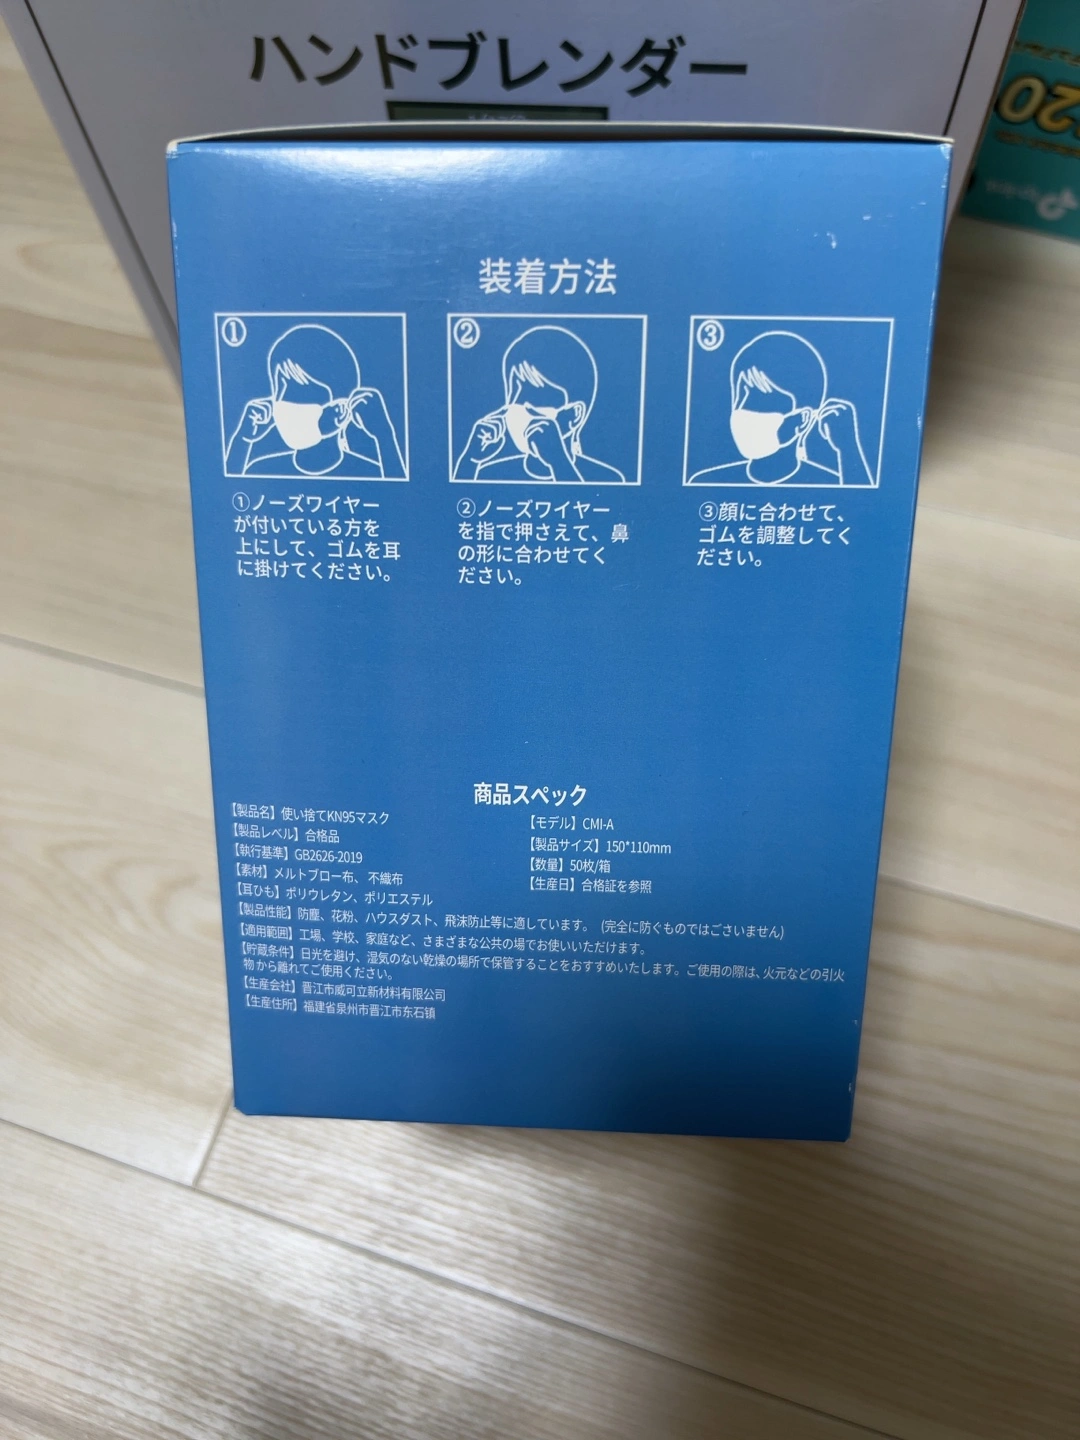 ハンドブレンダー
20
装着方法
①
②
③
①ノーズワイヤー
が付いている方を
上にして、ゴムを耳
に掛けてください。
②ノーズワイヤー
を指で押さえて、鼻
の形に合わせてく
ださい。
③顔に合わせて、
ゴムを調整してく
ださい。
商品スペック
【製品名】使い捨てKN95マスク
【製品レベル】合格品
【執行基準】GB2626-2019
【素材】メルトブロー布、不織布
【耳ひも】ポリウレタン、ポリエステル
【モデル】CMI-A
【製品サイズ】150*110mm
【数量】50枚/箱
【生産日】合格証を参照
【製品性能】防塵、花粉、ハウスダスト、飛沫防止等に適しています。（完全に防ぐものではごさいません）
【適用範囲】工場、学校、家庭など、さまざまな公共の場でお使いいただけます。
【貯蔵条件】日光を避け、湿気のない乾燥の場所で保管することをおすすめいたします。ご使用の際は、火元などの引火
物から離れてご使用ください。
【生産会社】晋江市威可立新材料有限公司
【生産住所】福建省泉州市晋江市东石镇